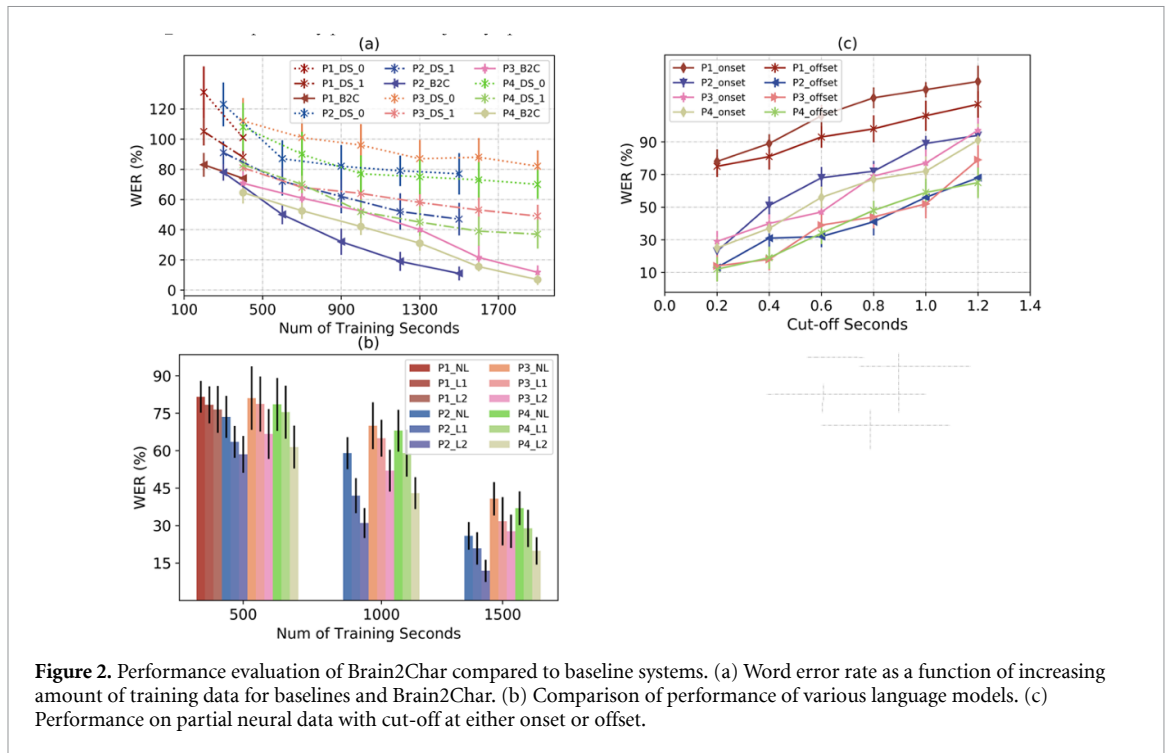 (a)
P1_DS_0 P2_DS_1 P3_B2C
P1_DS_1 P2_B2C P4_DS_0
P1_B2C P3_DS_0 P4_DS_1
P2_DS_0 P3_DS_1 P4_B2C
WER (%)
120
100
80
60
40
20
0
100 500 900 1300 1700
Num of Training Seconds
(c)
P1_onset P1_offset
P2_onset P2_offset
P3_onset P3_offset
P4_onset P4_offset
WER (%)
90
70
50
30
10
0.0 0.2 0.4 0.6 0.8 1.0 1.2 1.4
Cut-off Seconds
(b)
P1_NL P3_NL
P1_L1 P3_L1
P1_L2 P3_L2
P2_NL P4_NL
P2_L1 P4_L1
P2_L2 P4_L2
WER (%)
90
75
60
45
30
15
500 1000 1500
Num of Training Seconds
Figure 2. Performance evaluation of Brain2Char compared to baseline systems. (a) Word error rate as a function of increasing
amount of training data for baselines and Brain2Char. (b) Comparison of performance of various language models. (c)
Performance on partial neural data with cut-off at either onset or offset.